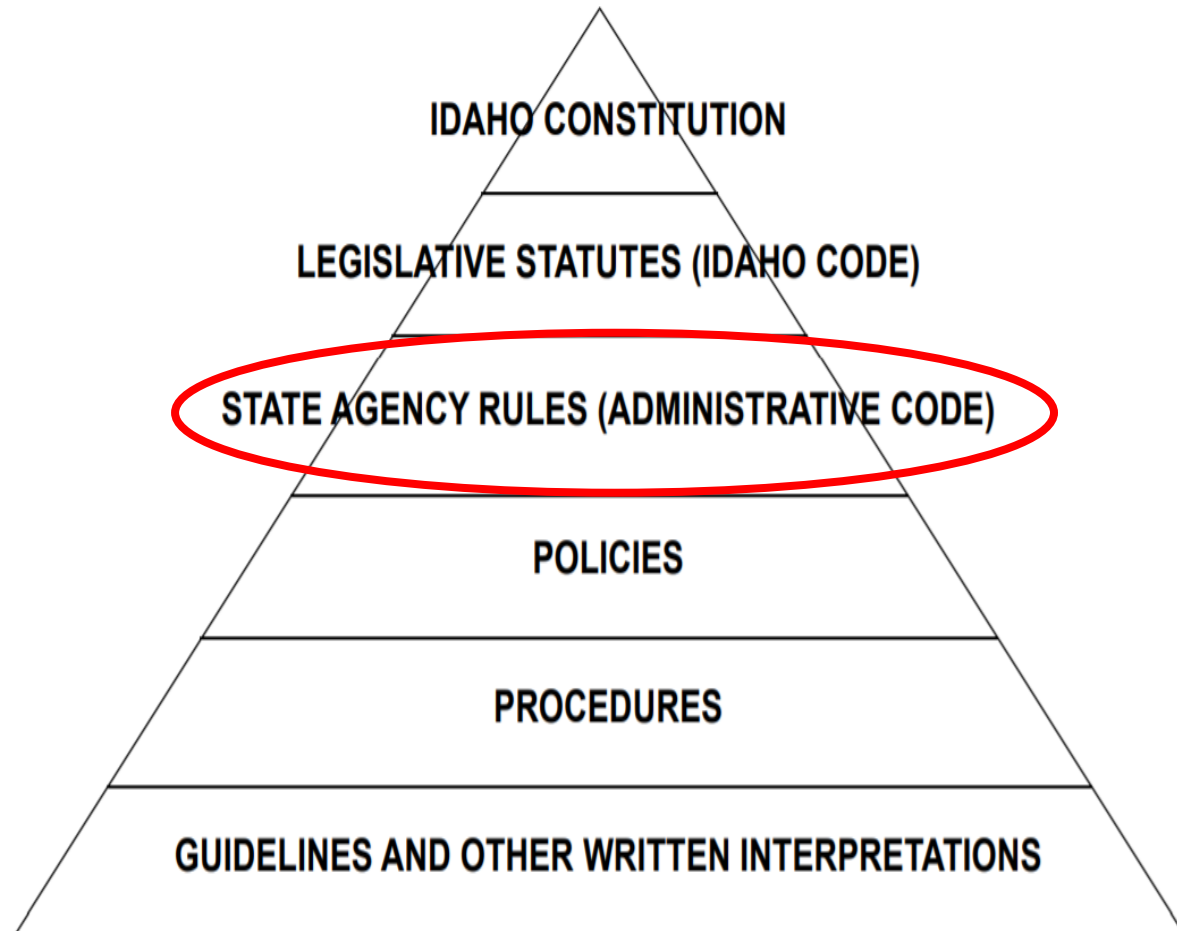 IDAHO CONSTITUTION
LEGISLATIVE STATUTES (IDAHO CODE)
STATE AGENCY RULES (ADMINISTRATIVE CODE)
POLICIES
PROCEDURES
GUIDELINES AND OTHER WRITTEN INTERPRETATIONS